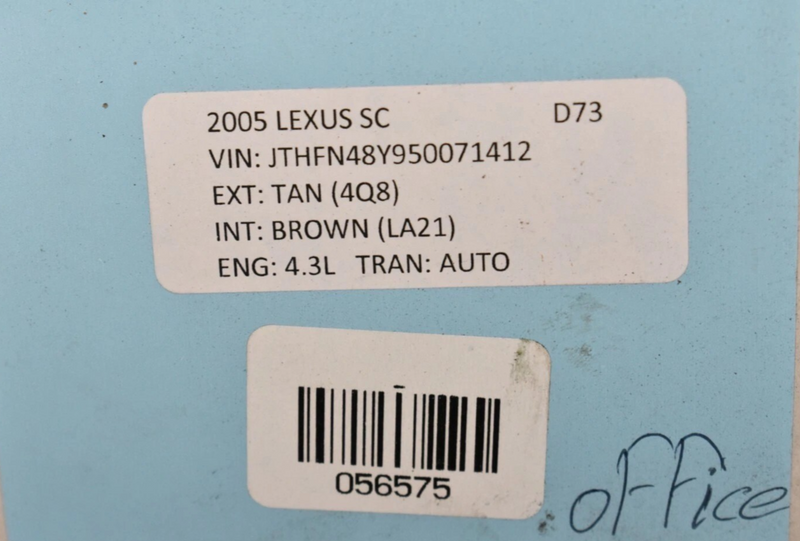 2005 LEXUS SC D73
VIN: JTHFN48Y950071412
EXT: TAN (4Q8)
INT: BROWN (LA21)
ENG: 4.3L TRAN: AUTO
056575
office